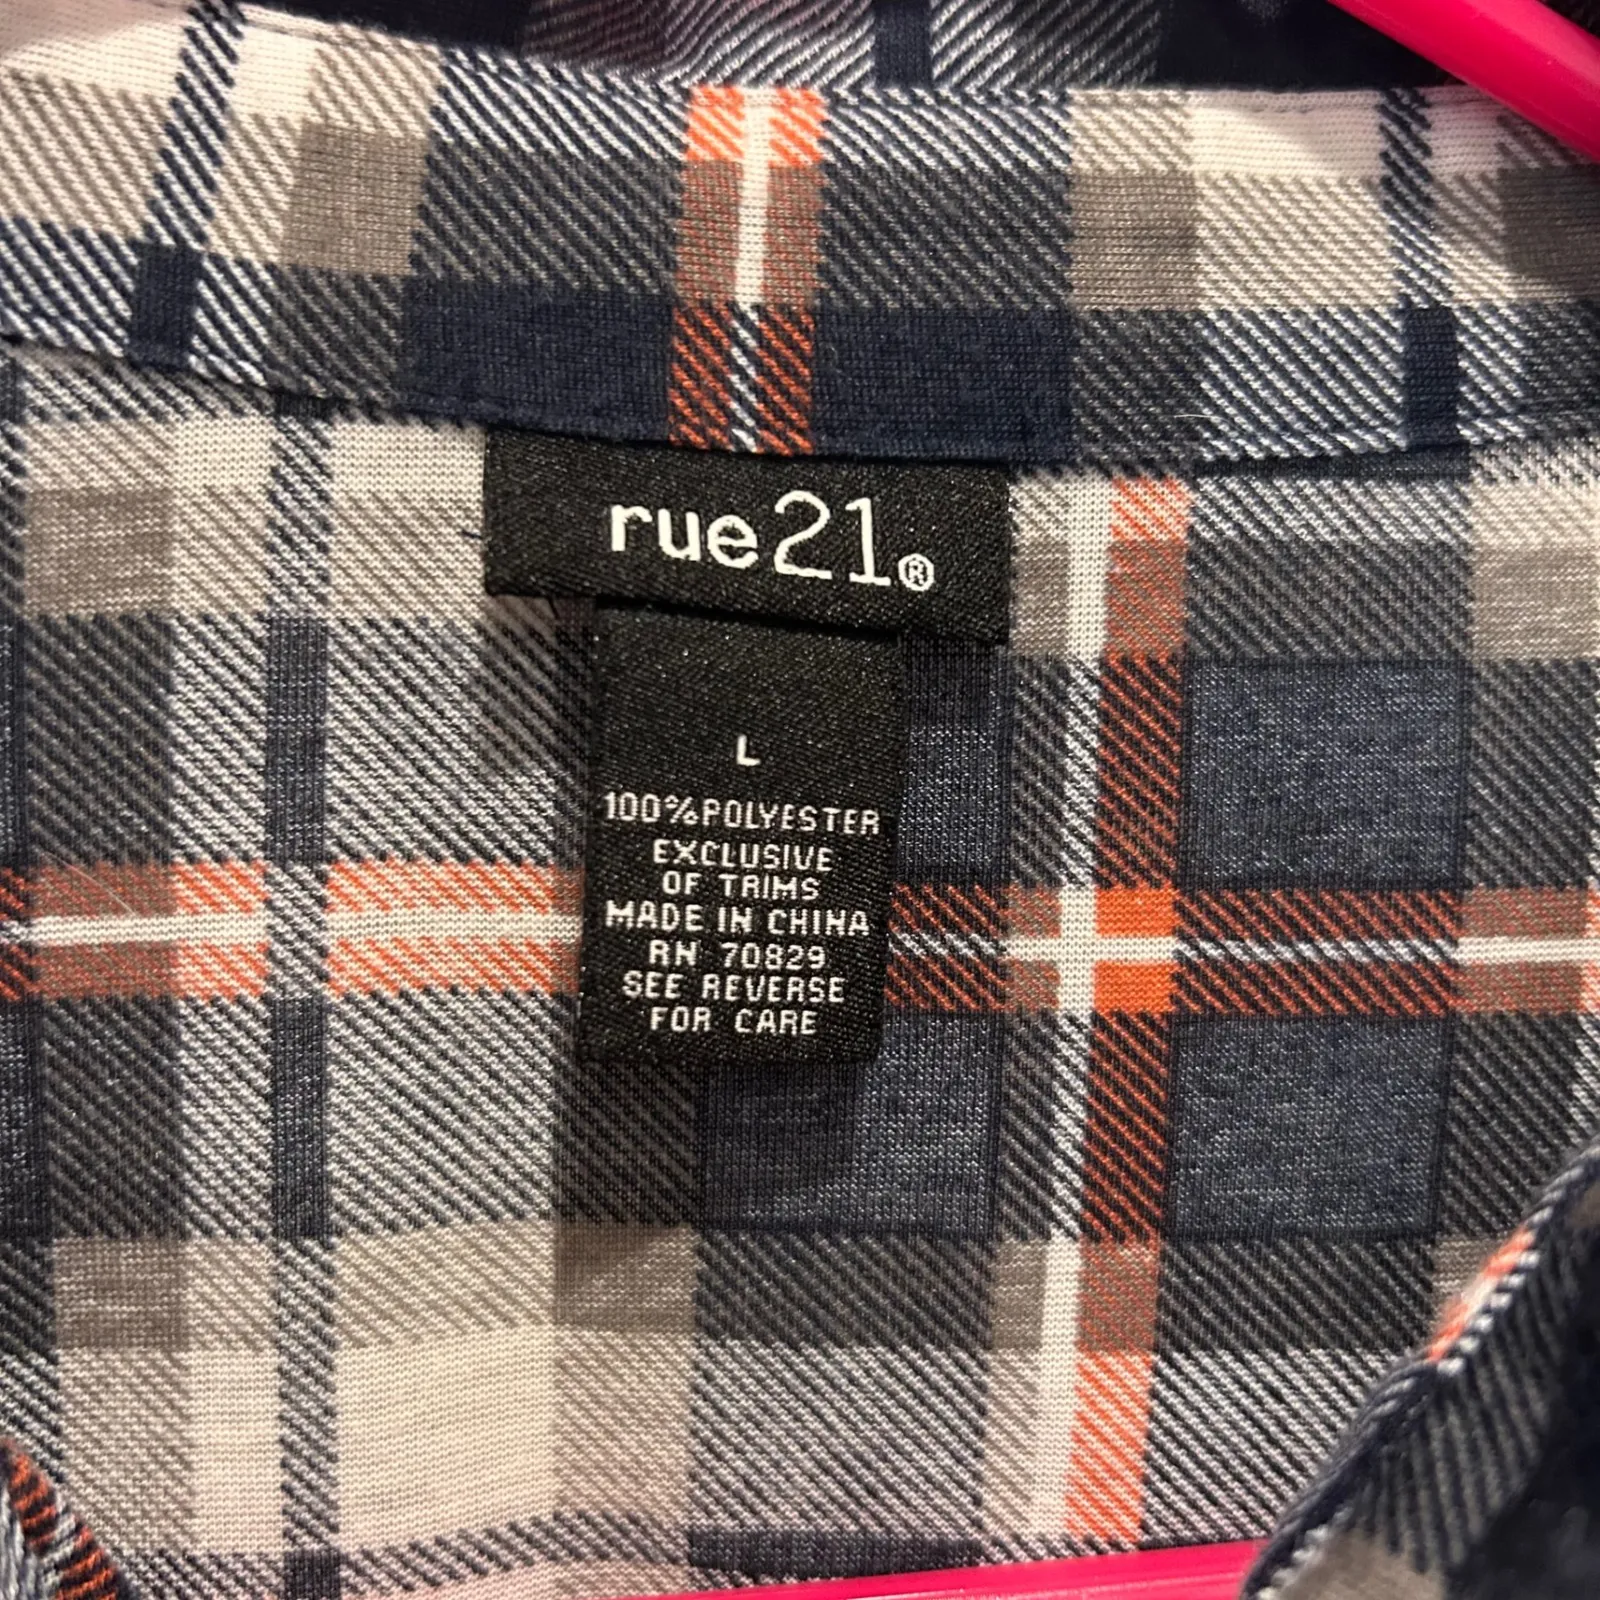 rue21®
L
100%POLYESTER
EXCLUSIVE
OF TRIMS
MADE IN CHINA
RN 70829
SEE REVERSE
FOR CARE